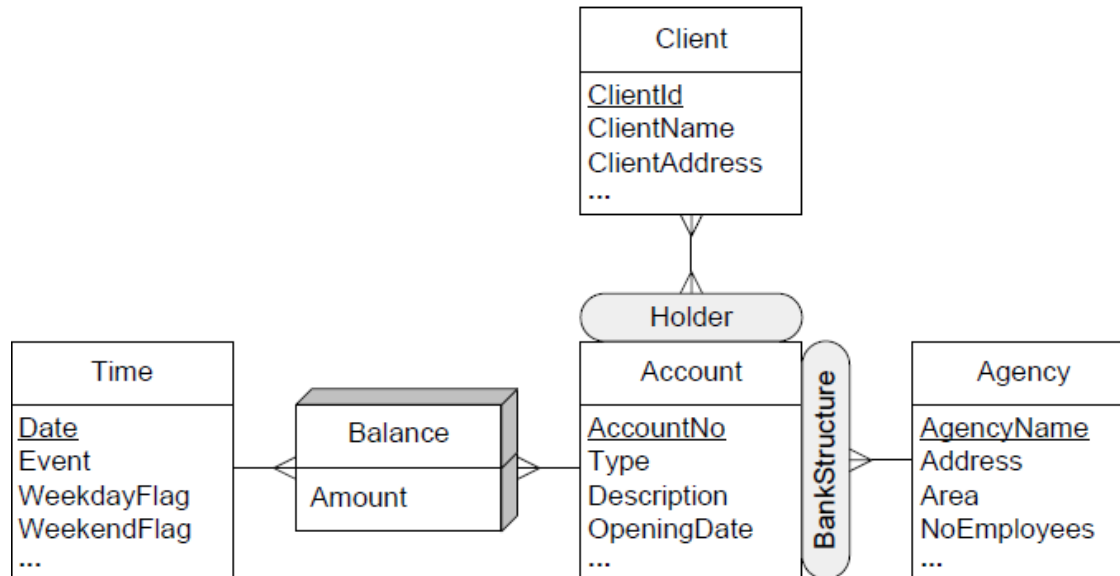 Client
ClientId
ClientName
ClientAddress
...
Holder
Time
Date
Event
WeekdayFlag
WeekendFlag
...
Balance
Amount
Account
AccountNo
Type
Description
OpeningDate
...
BankStructure
Agency
AgencyName
Address
Area
NoEmployees
...